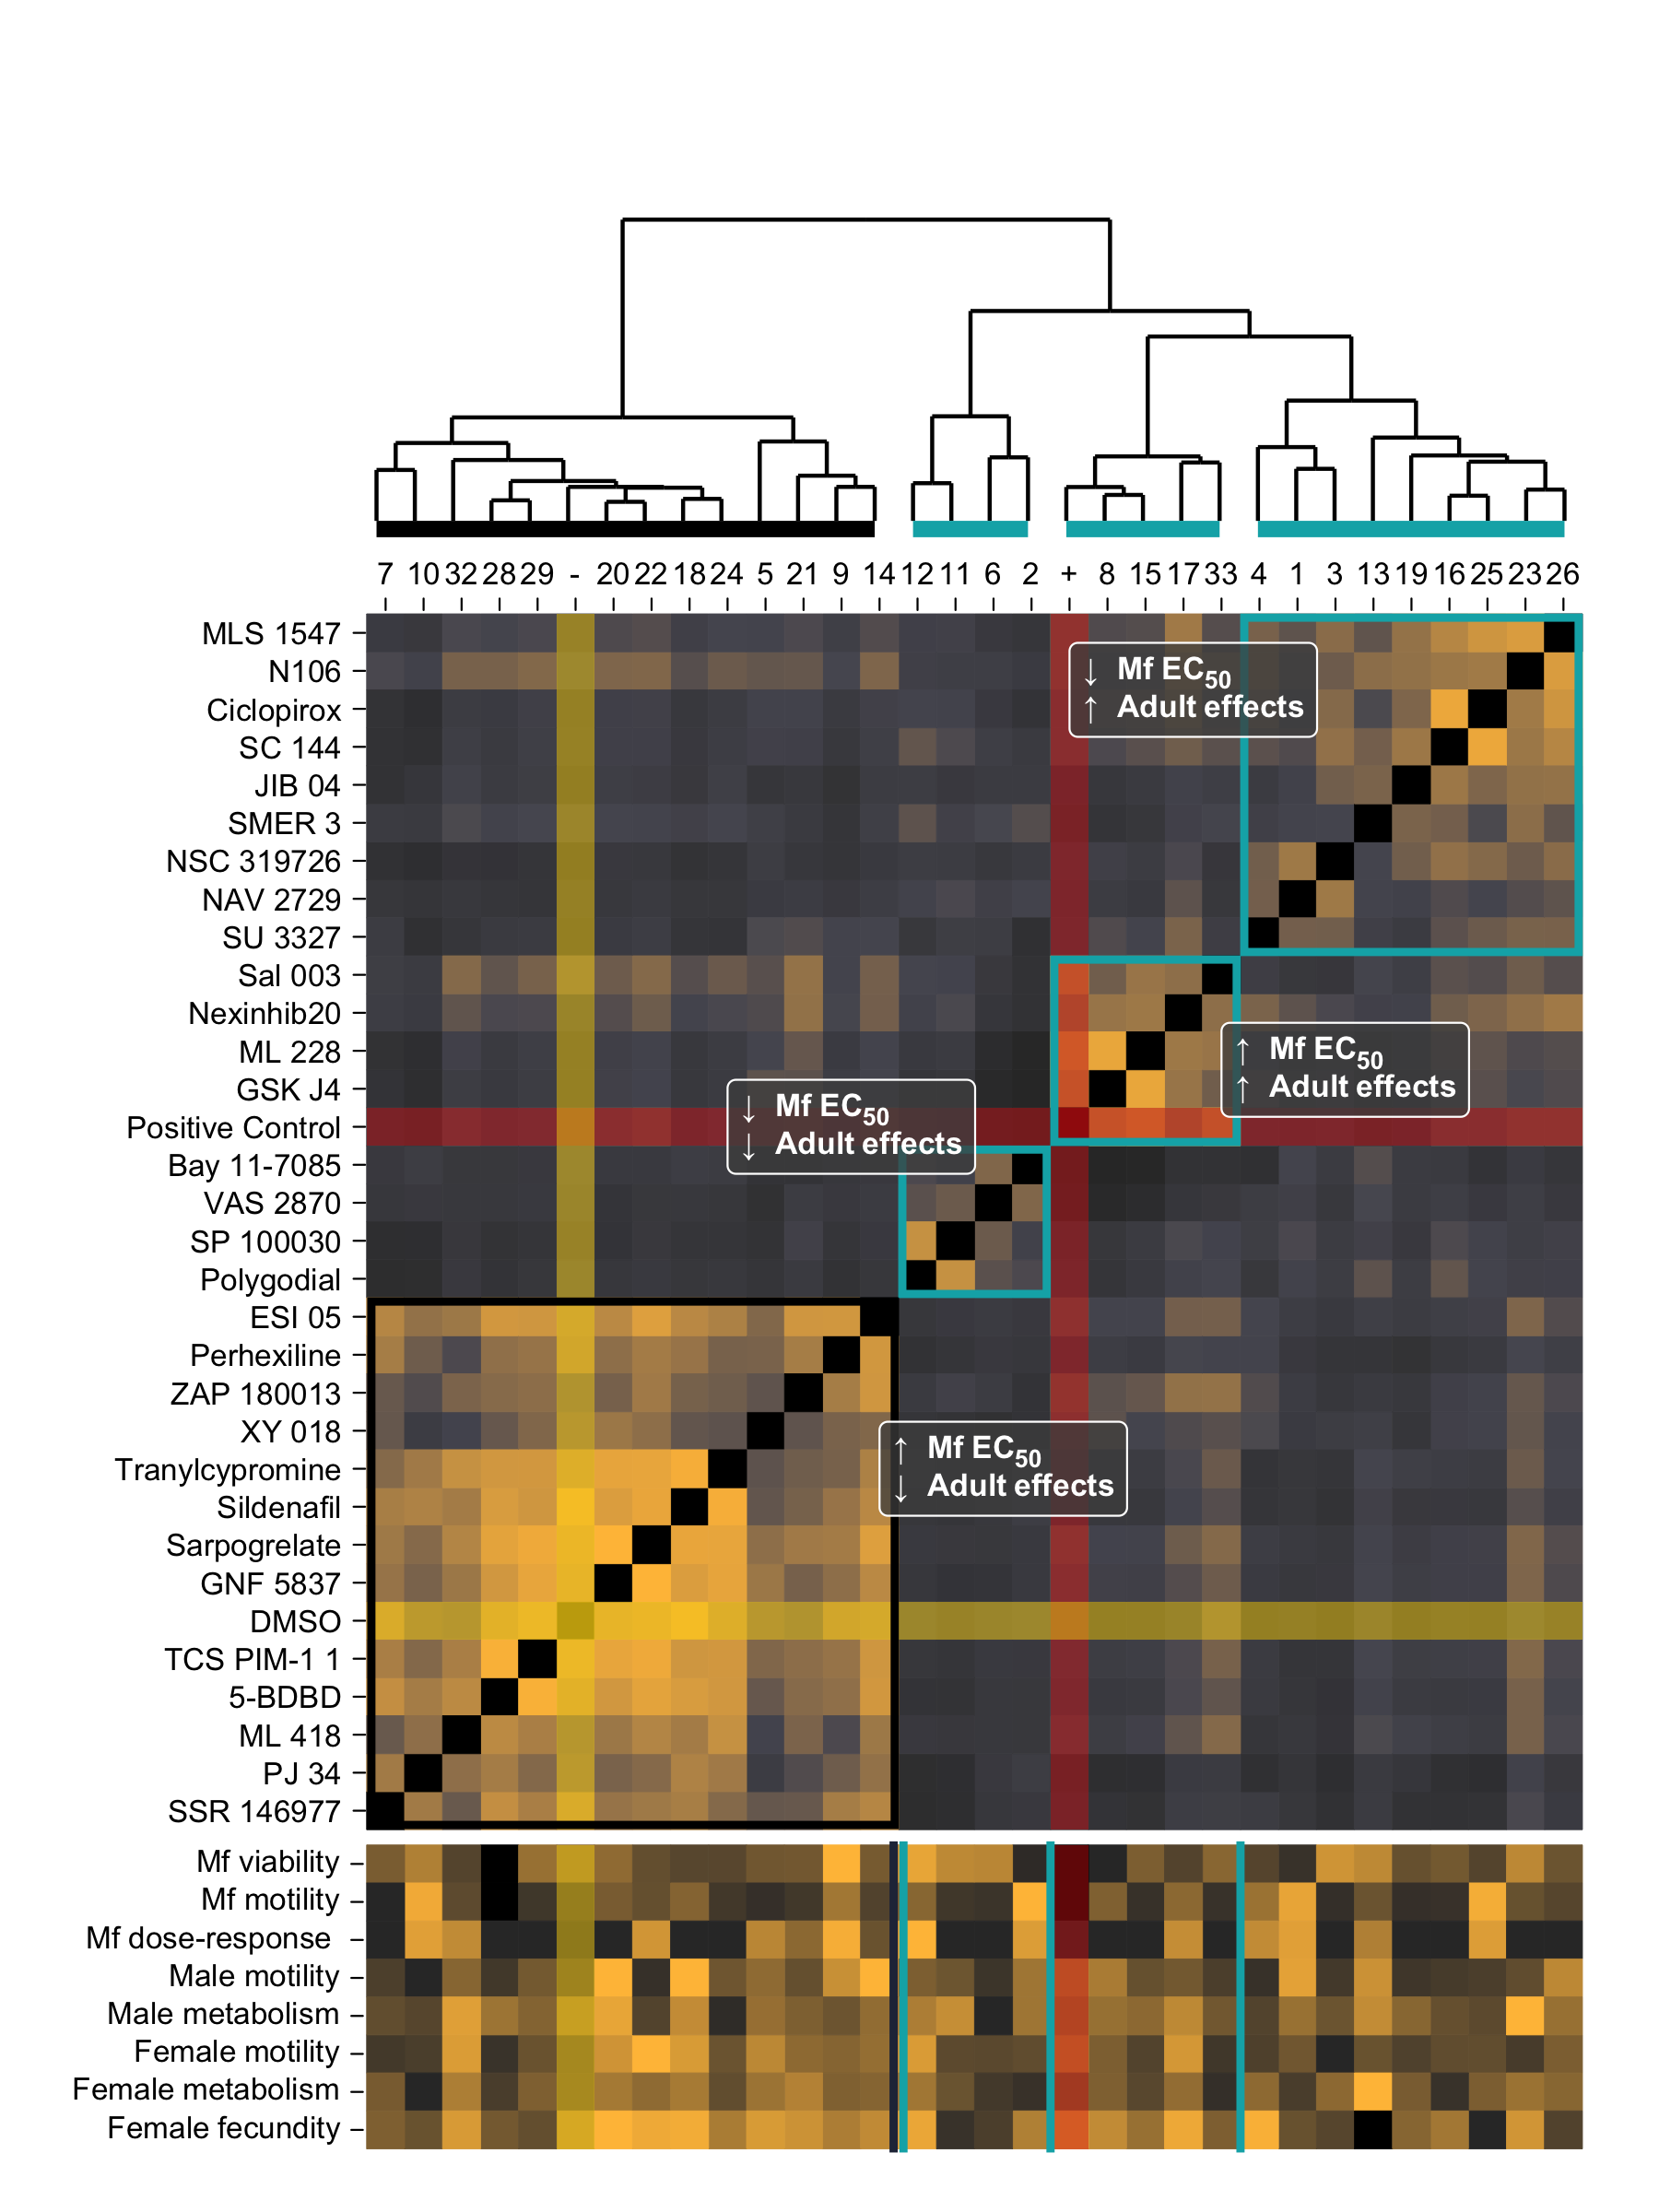 7 10 32 28 29 - 20 22 18 24 5 21 9 14 12 11 6 2 + 8 15 17 33 4 1 3 13 19 16 25 23 26
MLS 1547
N106
Ciclopirox
SC 144
JIB 04
SMER 3
NSC 319726
NAV 2729
SU 3327
Sal 003
Nexinhib20
ML 228
GSK J4
Positive Control
Bay 11-7085
VAS 2870
SP 100030
Polygodial
ESI 05
Perhexiline
ZAP 180013
XY 018
Tranylcypromine
Sildenafil
Sarpogrelate
GNF 5837
DMSO
TCS PIM-1 1
5-BDBD
ML 418
PJ 34
SSR 146977
↓ Mf EC50
↑ Adult effects
↑ Mf EC50
↑ Adult effects
↓ Mf EC50
↓ Adult effects
↑ Mf EC50
↓ Adult effects
Mf viability
Mf motility
Mf dose-response
Male motility
Male metabolism
Female motility
Female metabolism
Female fecundity